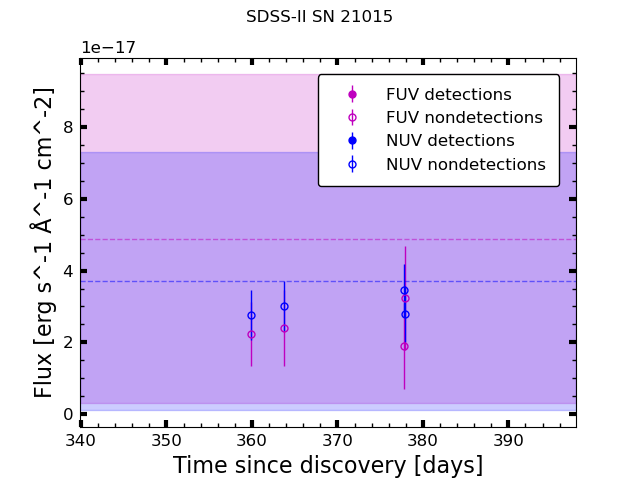 SDSS-II SN 21015
1e−17
FUV detections
FUV nondetections
NUV detections
NUV nondetections
8
6
4
2
0
Flux [erg s^-1 Å^-1 cm^-2]
340 350 360 370 380 390
Time since discovery [days]